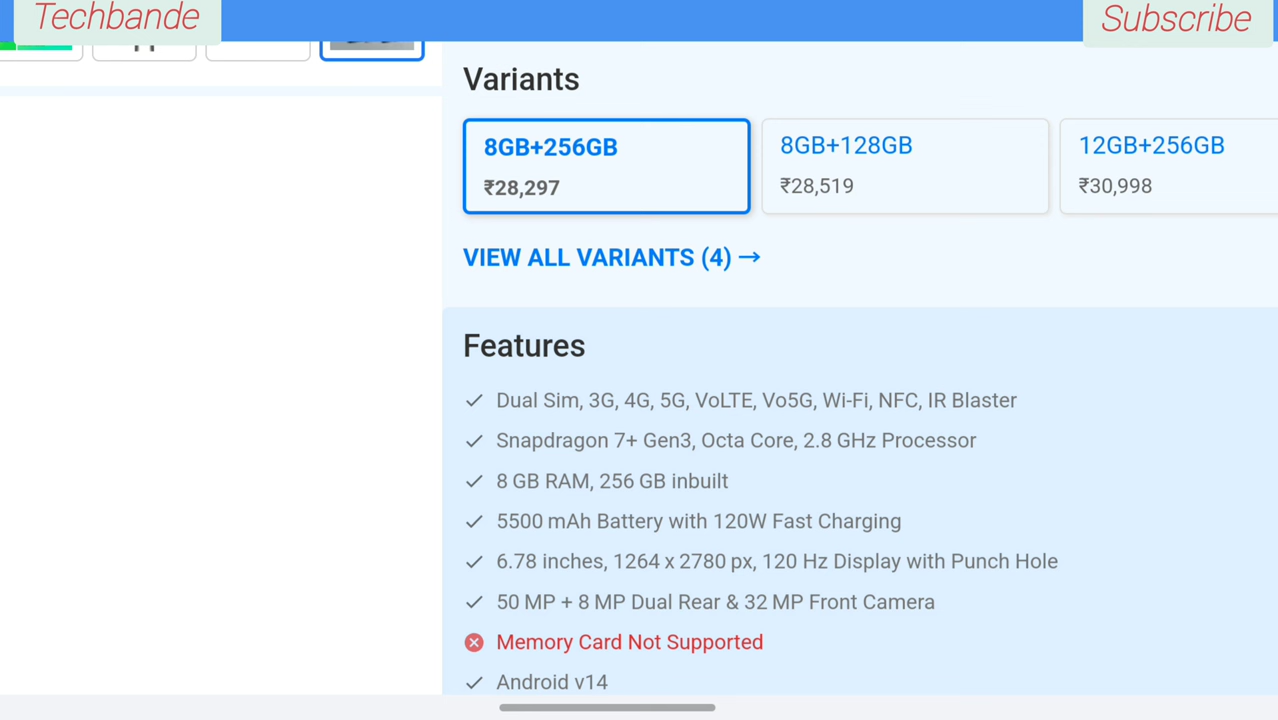 Techbande
Subscribe
Variants
8GB+256GB
₹28,297
8GB+128GB
₹28,519
12GB+256GB
₹30,998
VIEW ALL VARIANTS (4) →
Features
Dual Sim, 3G, 4G, 5G, VoLTE, Vo5G, Wi-Fi, NFC, IR Blaster
Snapdragon 7+ Gen3, Octa Core, 2.8 GHz Processor
8 GB RAM, 256 GB inbuilt
5500 mAh Battery with 120W Fast Charging
6.78 inches, 1264 x 2780 px, 120 Hz Display with Punch Hole
50 MP + 8 MP Dual Rear & 32 MP Front Camera
Memory Card Not Supported
Android v14